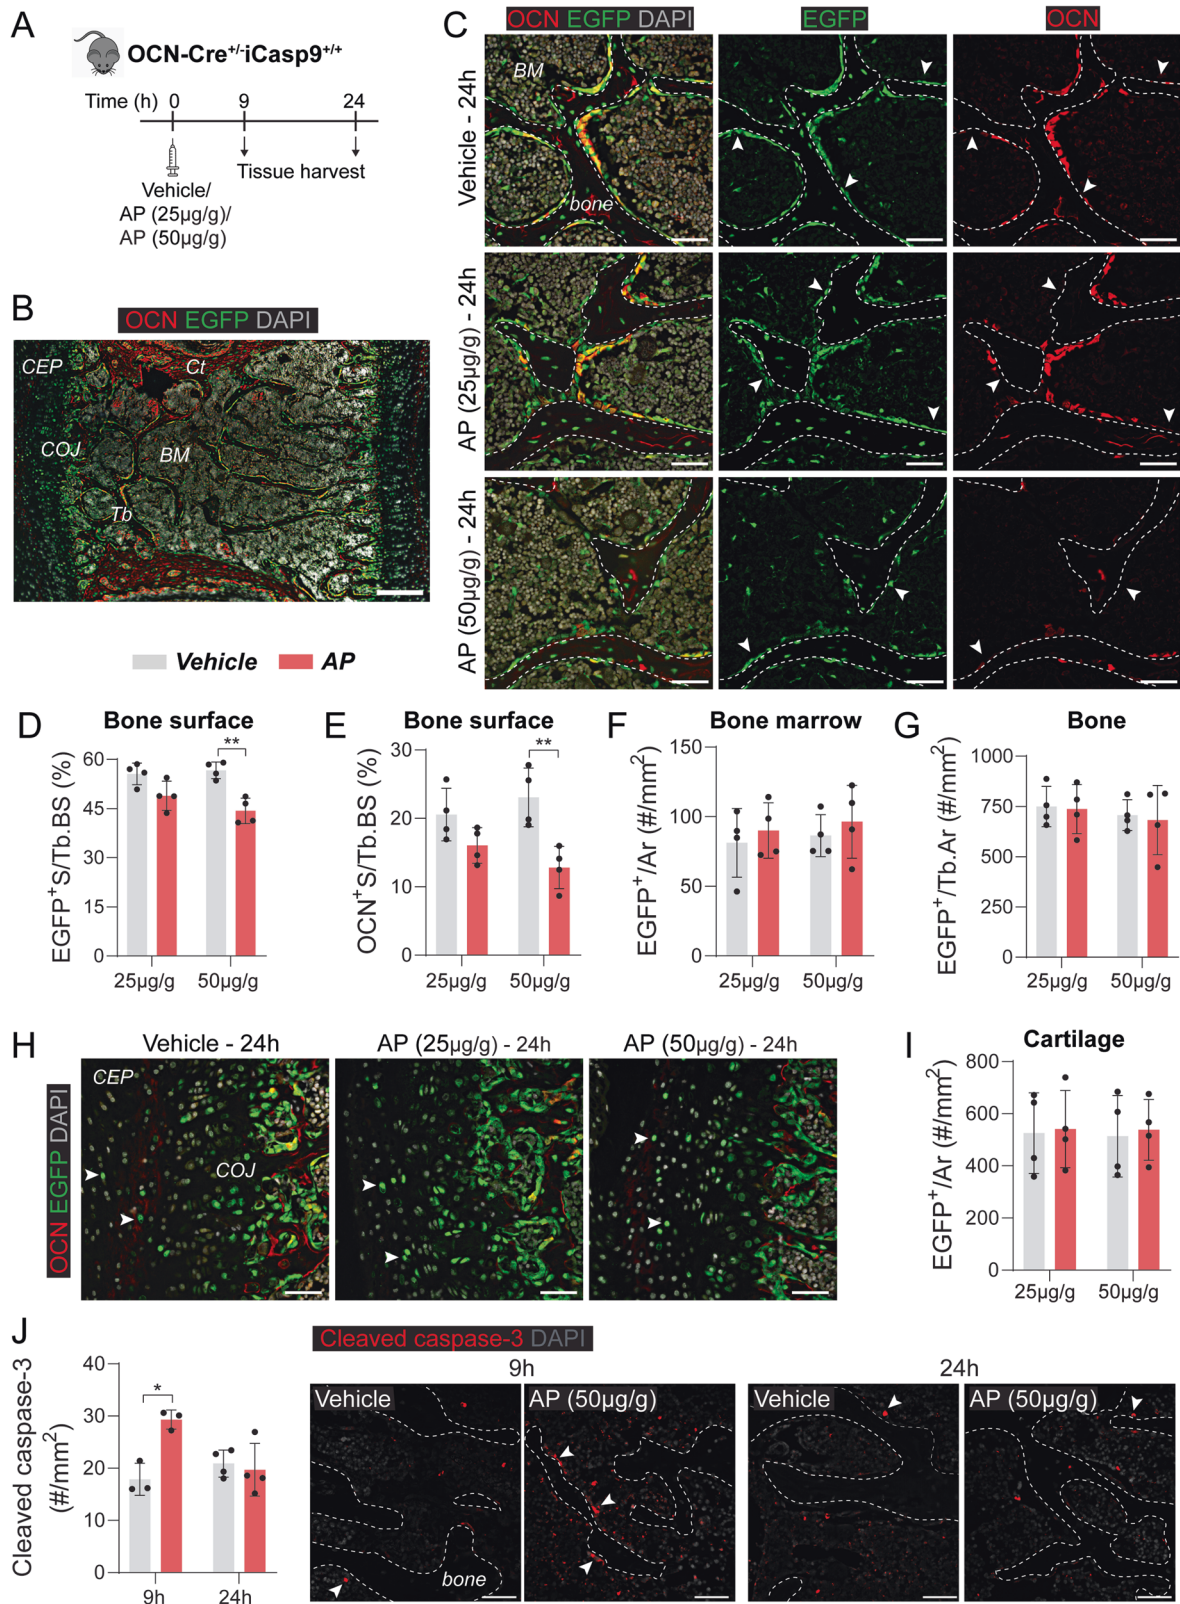 A
OCN-Cre+/-iCasp9+/+
Time (h) 0 9 24
Tissue harvest
Vehicle/
AP (25µg/g)/
AP (50µg/g)
B
OCN EGFP DAPI
CEP
Ct
COJ
BM
Tb
Vehicle AP
C
OCN EGFP DAPI EGFP OCN
Vehicle - 24h
BM
bone
AP (25µg/g) - 24h
AP (50µg/g) - 24h
D
Bone surface
EGFP+S/Tb.BS (%)
60
45
30
15
0
**
25µg/g 50µg/g
E
Bone surface
OCN+S/Tb.BS (%)
30
20
10
0
**
25µg/g 50µg/g
F
Bone marrow
EGFP+/Ar (#/mm2)
150
100
50
0
25µg/g 50µg/g
G
Bone
EGFP+/Tb.Ar (#/mm2)
1000
750
500
250
0
25µg/g 50µg/g
H
Vehicle - 24h AP (25µg/g) - 24h AP (50µg/g) - 24h
OCN EGFP DAPI
CEP
COJ
I
Cartilage
EGFP+/Ar (#/mm2)
800
600
400
200
0
25µg/g 50µg/g
J
Cleaved caspase-3
(#/mm2)
40
30
20
10
0
*
9h 24h
Cleaved caspase-3 DAPI
9h 24h
Vehicle AP (50µg/g) Vehicle AP (50µg/g)
bone